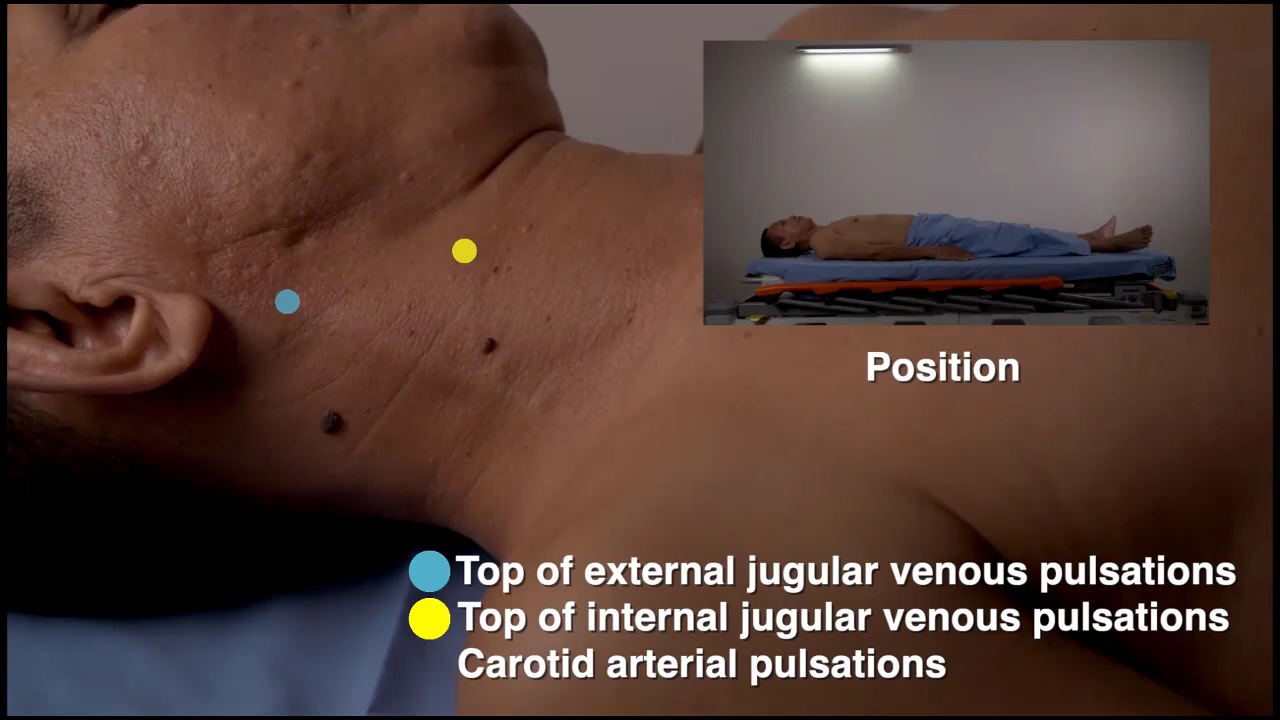 Position
Top of external jugular venous pulsations
Top of internal jugular venous pulsations
Carotid arterial pulsations